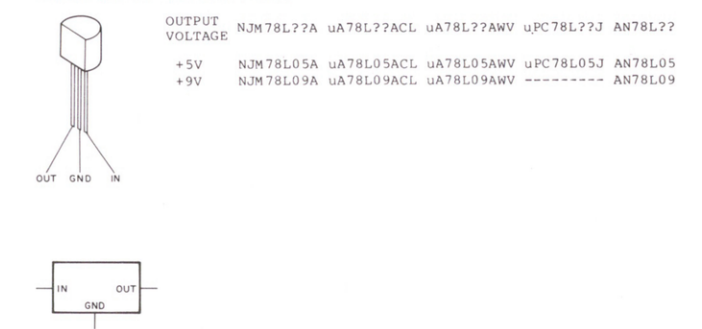 OUTPUT VOLTAGE NJM78L??A uA78L??ACL uA78L??AWV uPC78L??J AN78L??
+5V NJM78L05A uA78L05ACL uA78L05AWV uPC78L05J AN78L05
+9V NJM78L09A uA78L09ACL uA78L09AWV --------- AN78L09
OUT GND IN
IN OUT
GND